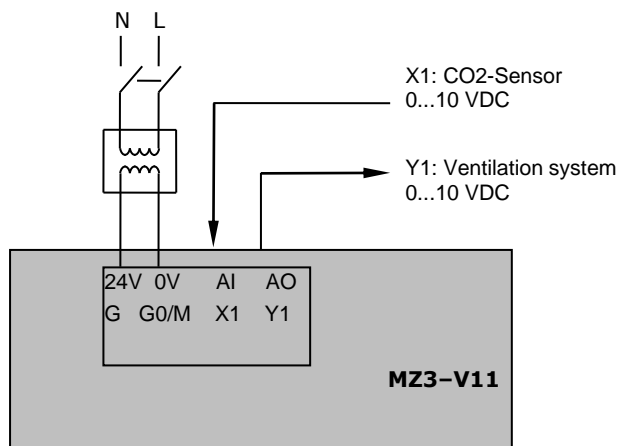 N L
X1: CO2-Sensor
0...10 VDC
Y1: Ventilation system
0...10 VDC
24V 0V AI AO
G G0/M X1 Y1
MZ3–V11